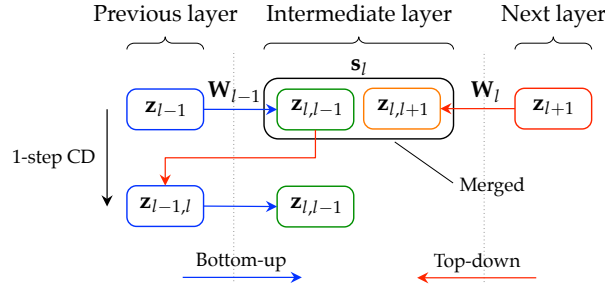 Previous layer Intermediate layer Next layer
s_l
W_{l−1} W_l
z_{l−1} z_{l,l−1} z_{l,l+1} z_{l+1}
1-step CD
Merged
z_{l−1,l} z_{l,l−1}
Bottom-up Top-down